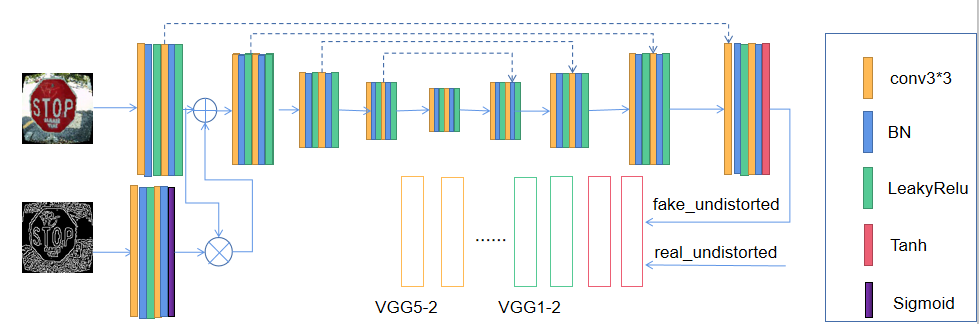 STOP
STOP
fake_undistorted
real_undistorted
......
VGG5-2
VGG1-2
conv3*3
BN
LeakyRelu
Tanh
Sigmoid